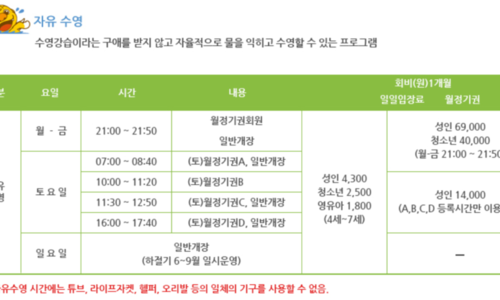 자유 수영
수영강습이라는 구애를 받지 않고 자율적으로 물을 익히고 수영할 수 있는 프로그램
분 요일 시간 내용 회비(원)1개월
일일입장료 월정기권
월 - 금 21:00 ~ 21:50 월정기권회원
일반개장
성인 69,000
청소년 40,000
(월-금 21:00 ~ 21:50
토요일
07:00 ~ 08:40 (토)월정기권A, 일반개장
10:00 ~ 11:20 (토)월정기권B
11:30 ~ 12:50 (토)월정기권C, 일반개장
16:00 ~ 17:40 (토)월정기권D, 일반개장
성인 4,300
청소년 2,500
영유아 1,800
(4세~7세)
성인 14,000
(A,B,C,D 등록시간만 이용
일요일 일반개장
(하절기 6~9월 일시운영)
- -
자유수영 시간에는 튜브, 라이프자켓, 헬퍼, 오리발 등의 일체의 기구를 사용할 수 없음.